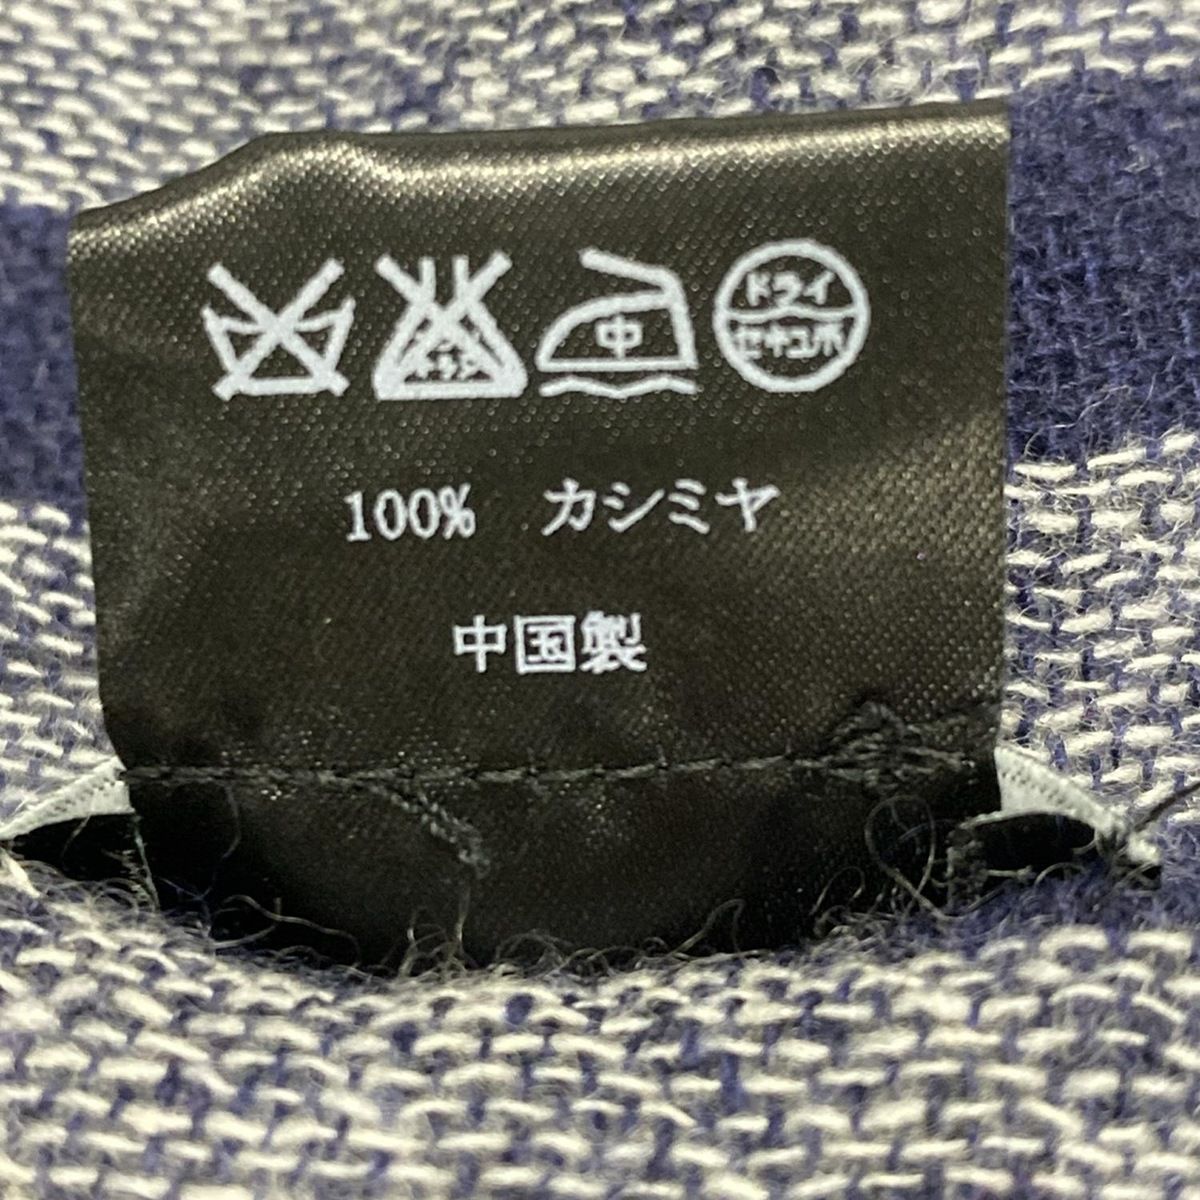 中 ドライ
セキユ系
100% カシミヤ
中国製